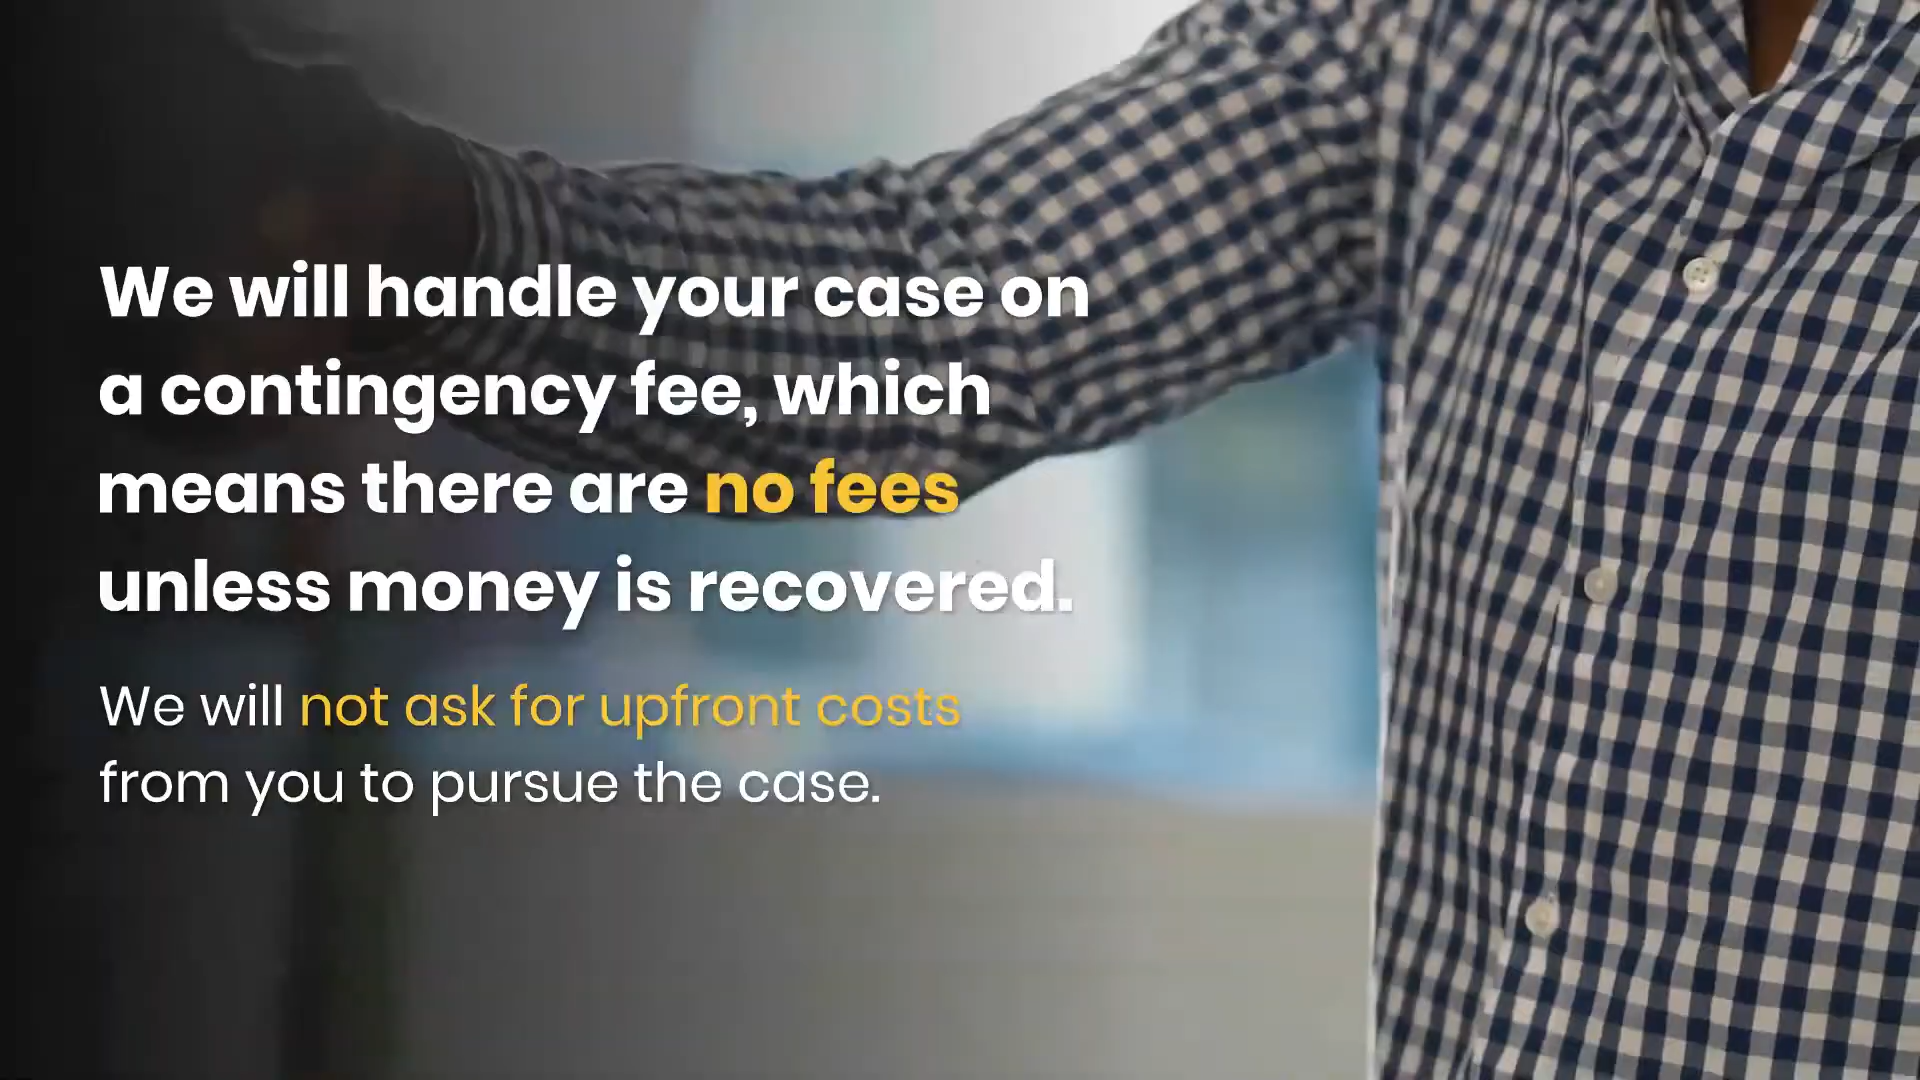 We will handle your case on
a contingency fee, which
means there are no fees
unless money is recovered.
We will not ask for upfront costs
from you to pursue the case.